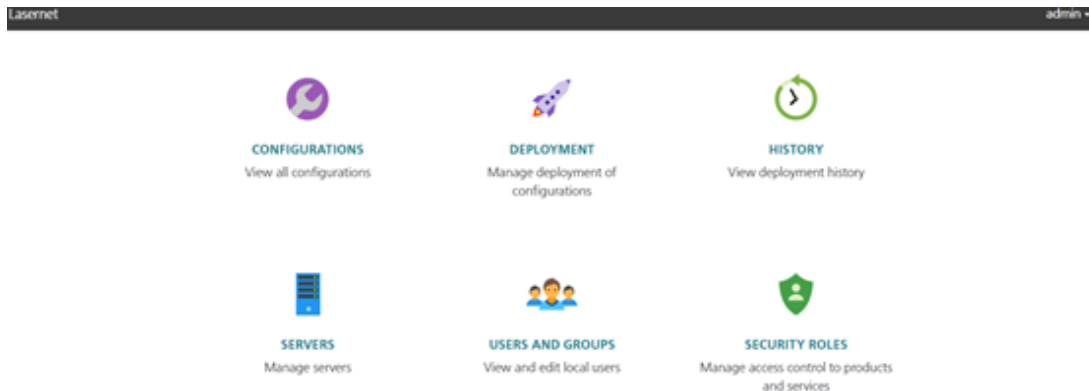 Lasernet
admin
CONFIGURATIONS
View all configurations
DEPLOYMENT
Manage deployment of
configurations
HISTORY
View deployment history
SERVERS
Manage servers
USERS AND GROUPS
View and edit local users
SECURITY ROLES
Manage access control to products
and services